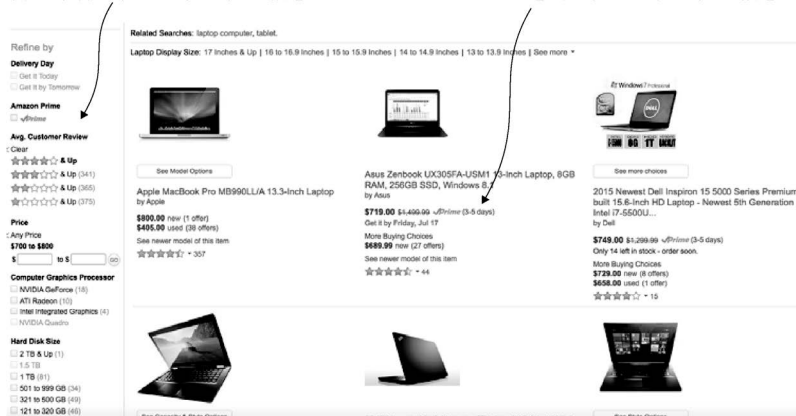 Related Searches: laptop computer, tablet.
Laptop Display Size: 17 Inches & Up | 16 to 16.9 Inches | 15 to 15.9 Inches | 14 to 14.9 Inches | 13 to 13.9 Inches | See more
Refine by
Delivery Day
Get It Today
Get It by Tomorrow
Amazon Prime
Prime
Avg. Customer Review
Clear
& Up
& Up (341)
& Up (365)
& Up (375)
Price
Any Price
$700 to $800
$ to $ GO
Computer Graphics Processor
NVIDIA GeForce (18)
ATI Radeon (10)
Intel Integrated Graphics (4)
NVIDIA Quadro
Hard Disk Size
2 TB & Up (1)
1.5 TB
1 TB (81)
501 to 999 GB (34)
321 to 500 GB (49)
121 to 320 GB (46)
See Model Options
Apple MacBook Pro MB990LL/A 13.3-Inch Laptop
by Apple
$800.00 new (1 offer)
$405.00 used (38 offers)
See newer model of this item
357
Asus Zenbook UX305FA-USM1 13-Inch Laptop, 8GB
RAM, 256GB SSD, Windows 8.1
by Asus
$719.00 $1,499.99 Prime (3-5 days)
Get it by Friday, Jul 17
More Buying Choices
$689.99 new (27 offers)
See newer model of this item
44
Windows 7 Professional
DELL
8G 1T
See more choices
2015 Newest Dell Inspiron 15 5000 Series Premium
built 15.6-Inch HD Laptop - Newest 5th Generation
Intel i7-5500U...
by Dell
$749.00 $1,299.99 Prime (3-5 days)
Only 14 left in stock - order soon.
More Buying Choices
$729.00 new (8 offers)
$658.00 used (1 offer)
15